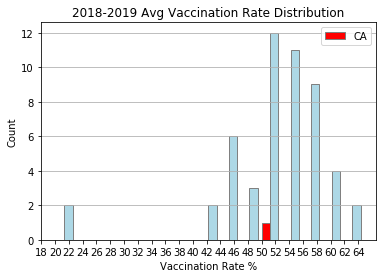 2018-2019 Avg Vaccination Rate Distribution
CA
12
10
8
6
4
2
0
Count
18 20 22 24 26 28 30 32 34 36 38 40 42 44 46 48 50 52 54 56 58 60 62 64
Vaccination Rate %